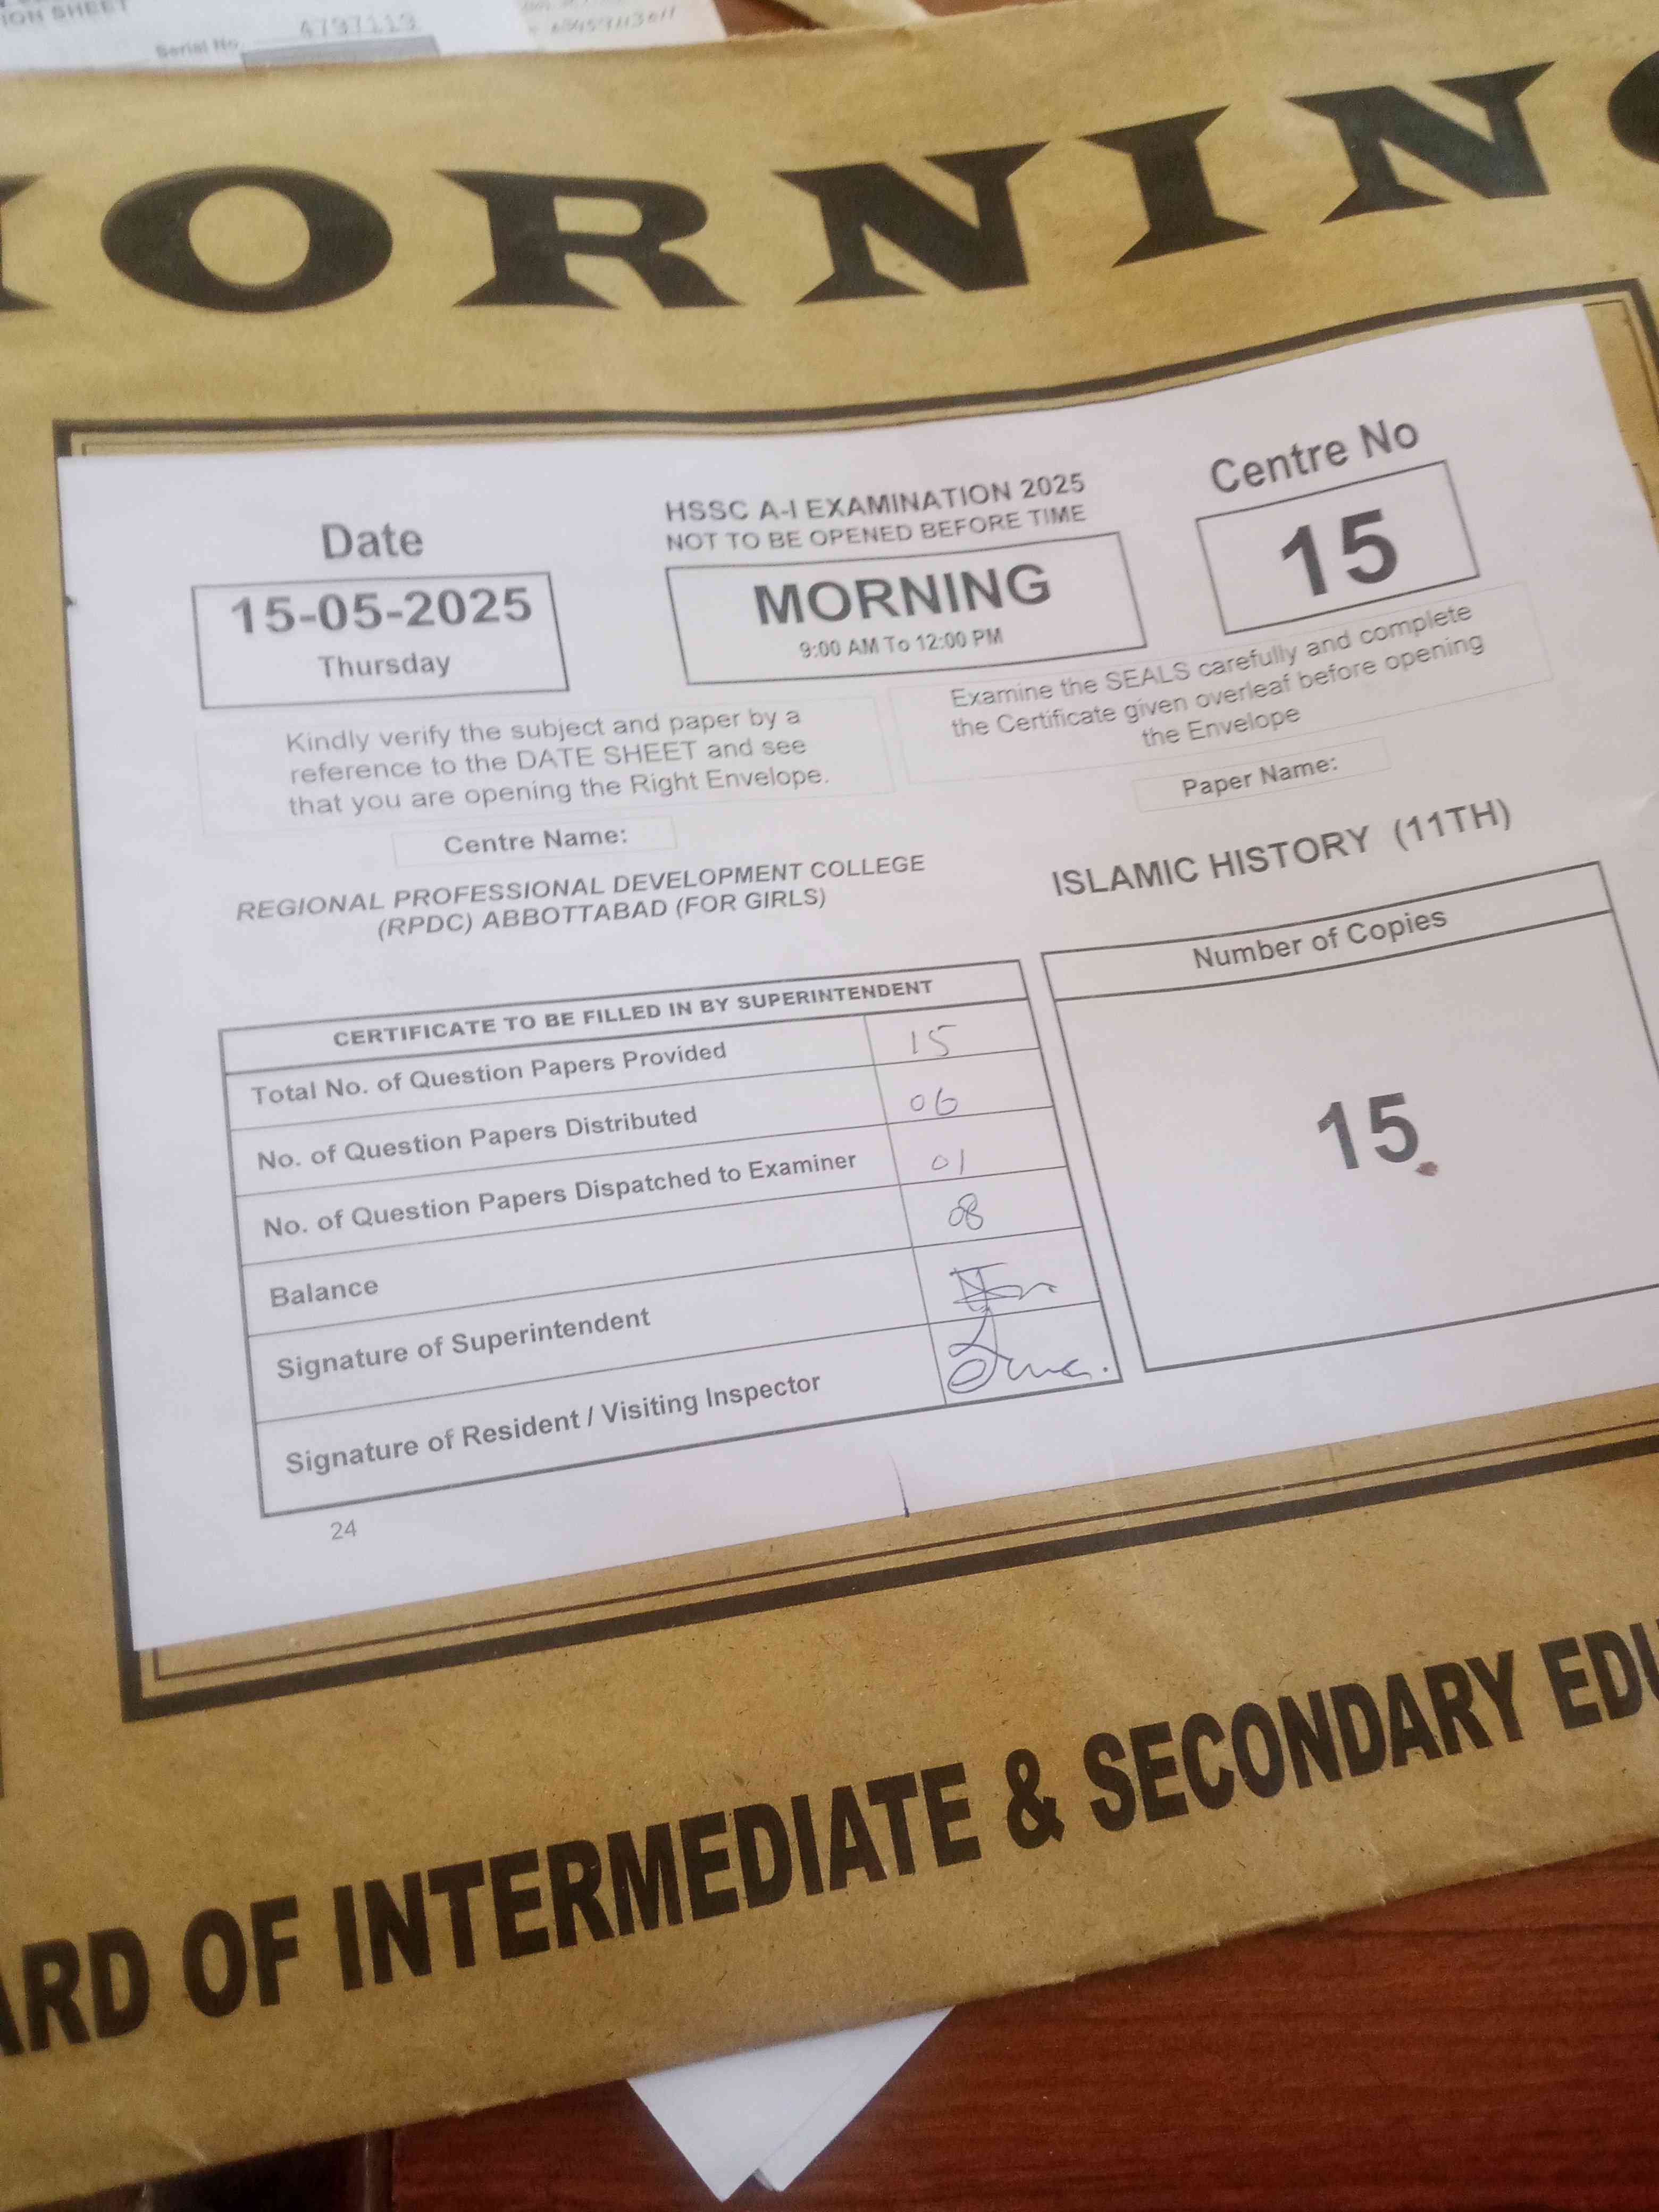 ION SHEET
Serial No. 4797119
ORNIN
Date
15-05-2025
Thursday
HSSC A-I EXAMINATION 2025
NOT TO BE OPENED BEFORE TIME
MORNING
9:00 AM To 12:00 PM
Centre No
15
Kindly verify the subject and paper by a
reference to the DATE SHEET and see
that you are opening the Right Envelope.
Examine the SEALS carefully and complete
the Certificate given overleaf before opening
the Envelope
Centre Name:
REGIONAL PROFESSIONAL DEVELOPMENT COLLEGE
(RPDC) ABBOTTABAD (FOR GIRLS)
Paper Name:
ISLAMIC HISTORY (11TH)
CERTIFICATE TO BE FILLED IN BY SUPERINTENDENT
Total No. of Question Papers Provided 15
No. of Question Papers Distributed 06
No. of Question Papers Dispatched to Examiner 01
Balance 08
Signature of Superintendent
Signature of Resident / Visiting Inspector
Number of Copies
15
24
ARD OF INTERMEDIATE & SECONDARY EDU